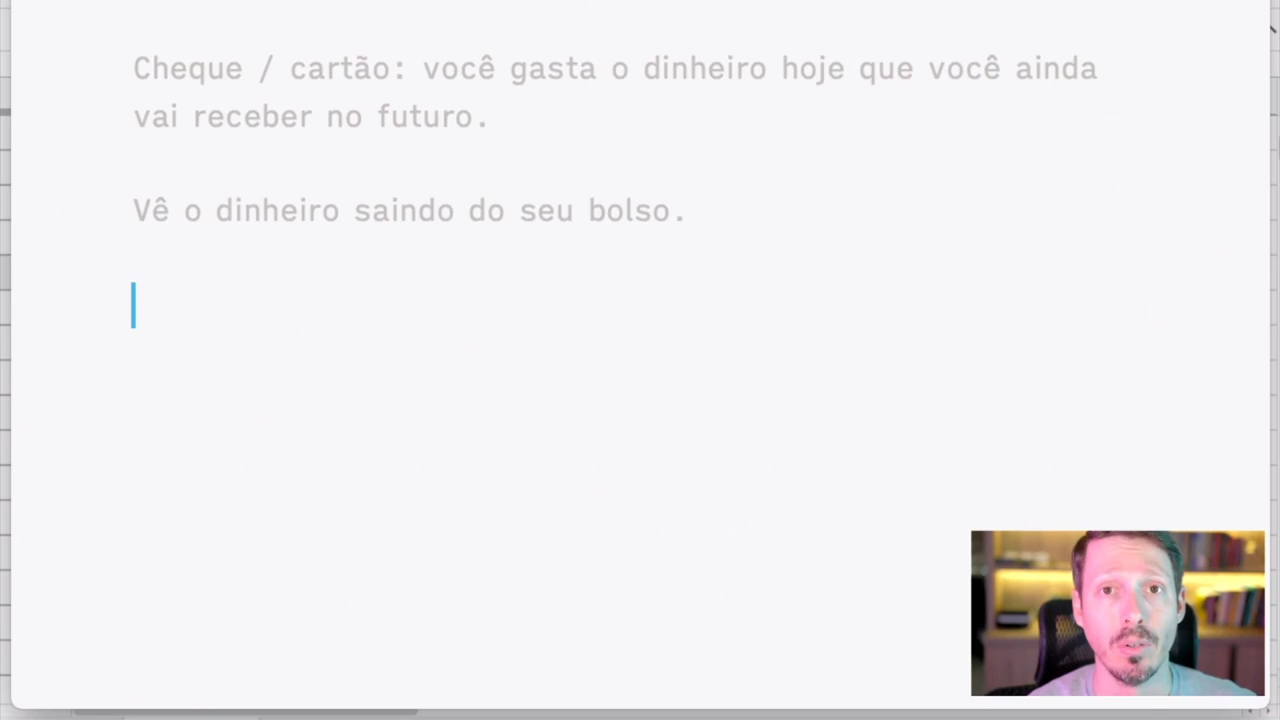 Cheque / cartão: você gasta o dinheiro hoje que você ainda
vai receber no futuro.
Vê o dinheiro saindo do seu bolso.